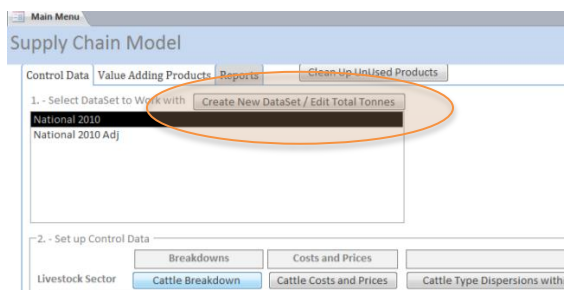 Main Menu
Supply Chain Model
Control Data Value Adding Products Reports Clean Up UnUsed Products
1. - Select DataSet to Work with Create New DataSet / Edit Total Tonnes
National 2010
National 2010 Adj
2. - Set up Control Data
Breakdowns Costs and Prices
Livestock Sector Cattle Breakdown Cattle Costs and Prices Cattle Type Dispersions with